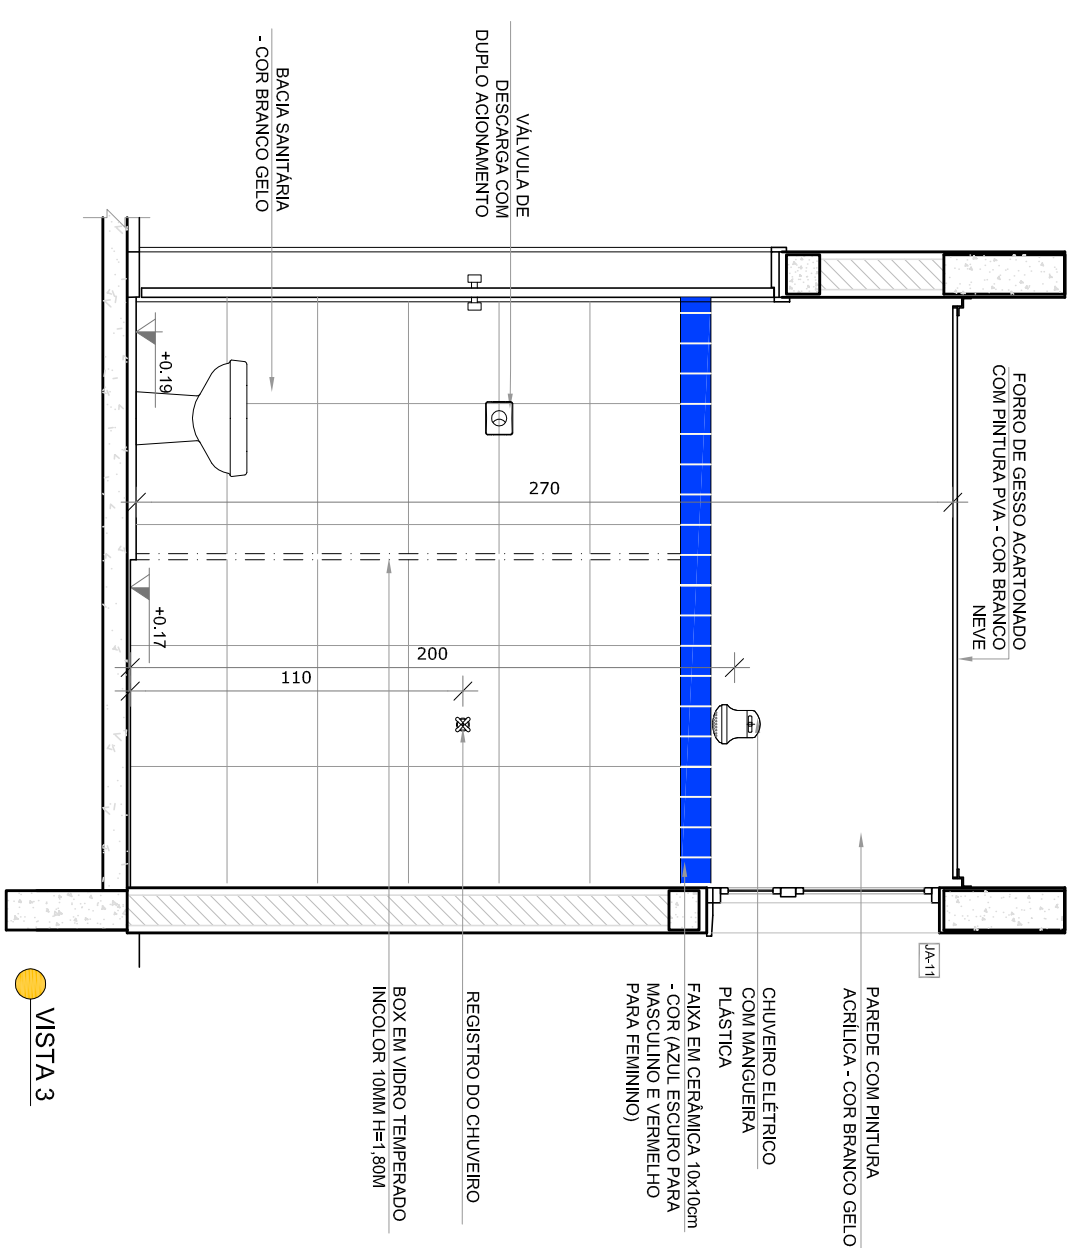 BACIA SANITÁRIA
- COR BRANCO GELO
VÁLVULA DE
DESCARGA COM
DUPLO ACIONAMENTO
FORRO DE GESSO ACARTONADO
COM PINTURA PVA - COR BRANCO
NEVE
+0.19
270
+0.17
200
110
JA-11
PAREDE COM PINTURA
ACRÍLICA - COR BRANCO GELO
CHUVEIRO ELÉTRICO
COM MANGUEIRA
PLÁSTICA
FAIXA EM CERÂMICA 10x10cm
- COR (AZUL ESCURO PARA
MASCULINO E VERMELHO
PARA FEMININO)
REGISTRO DO CHUVEIRO
BOX EM VIDRO TEMPERADO
INCOLOR 10MM H=1,80M
VISTA 3